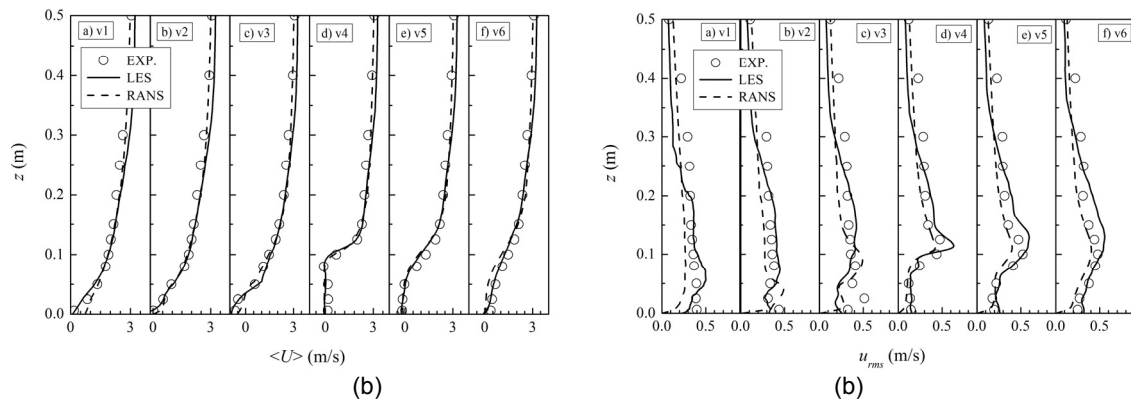 a) v1
b) v2
c) v3
d) v4
e) v5
f) v6
EXP.
LES
RANS
0.5
0.4
0.3
0.2
0.1
0.0
z (m)
0 3 0 3 0 3 0 3 0 3 0 3
<U> (m/s)
(b)
a) v1
b) v2
c) v3
d) v4
e) v5
f) v6
EXP.
LES
RANS
0.5
0.4
0.3
0.2
0.1
0.0
z (m)
0.0 0.5 0.0 0.5 0.0 0.5 0.0 0.5 0.0 0.5 0.0 0.5
u_rms (m/s)
(b)